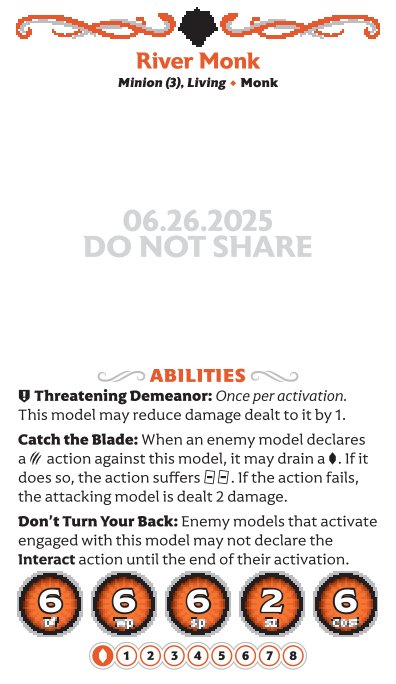 River Monk
Minion (3), Living • Monk
06.26.2025
DO NOT SHARE
ABILITIES
Threatening Demeanor: Once per activation.
This model may reduce damage dealt to it by 1.
Catch the Blade: When an enemy model declares
a action against this model, it may drain a . If it
does so, the action suffers . If the action fails,
the attacking model is dealt 2 damage.
Don't Turn Your Back: Enemy models that activate
engaged with this model may not declare the
Interact action until the end of their activation.
6 6 6 2 6
Df Wp Sp Sz Cost
1 2 3 4 5 6 7 8